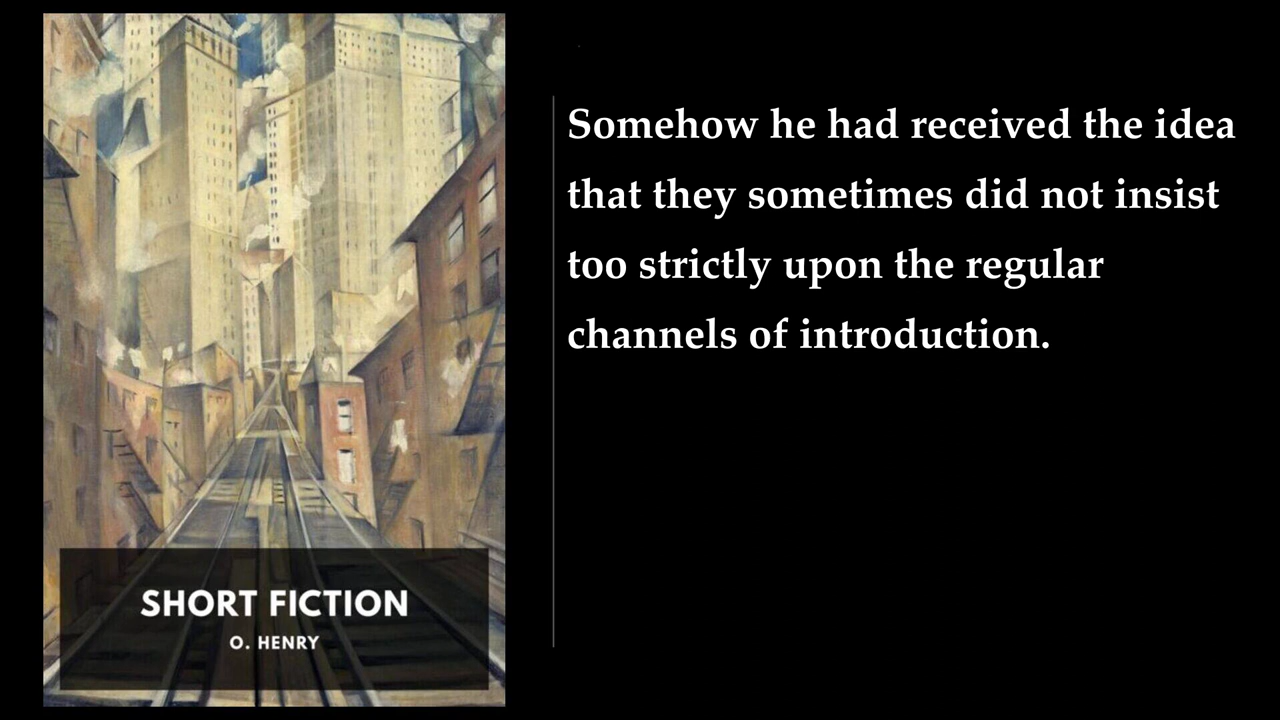 Somehow he had received the idea
that they sometimes did not insist
too strictly upon the regular
channels of introduction.
SHORT FICTION
O. HENRY